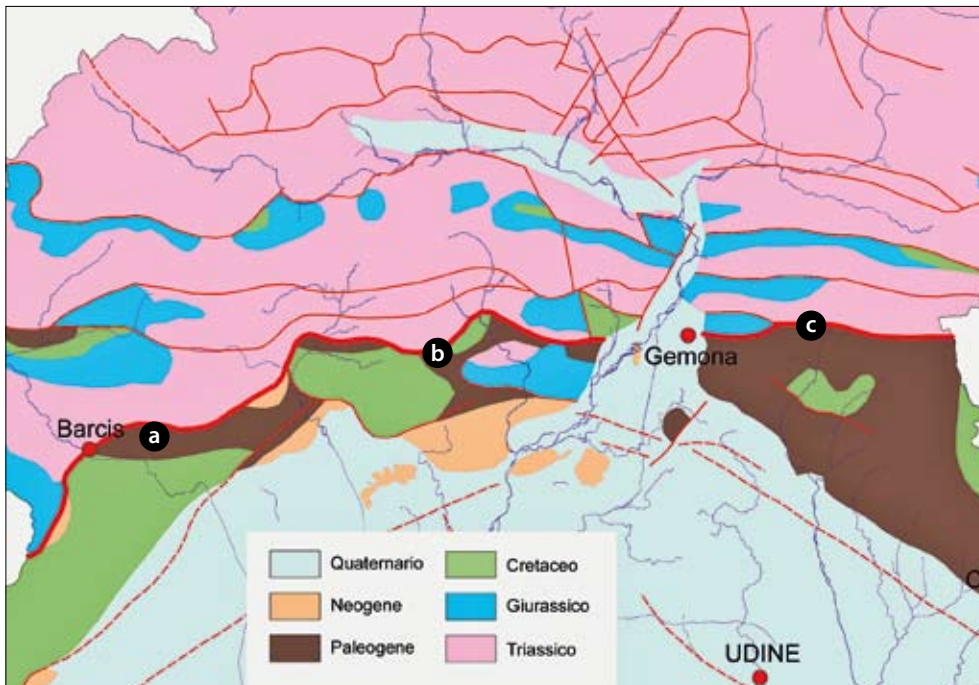 c
b
Gemona
a
Barcis
Quaternario
Cretaceo
Neogene
Giurassico
Paleogene
Triassico
C
UDINE